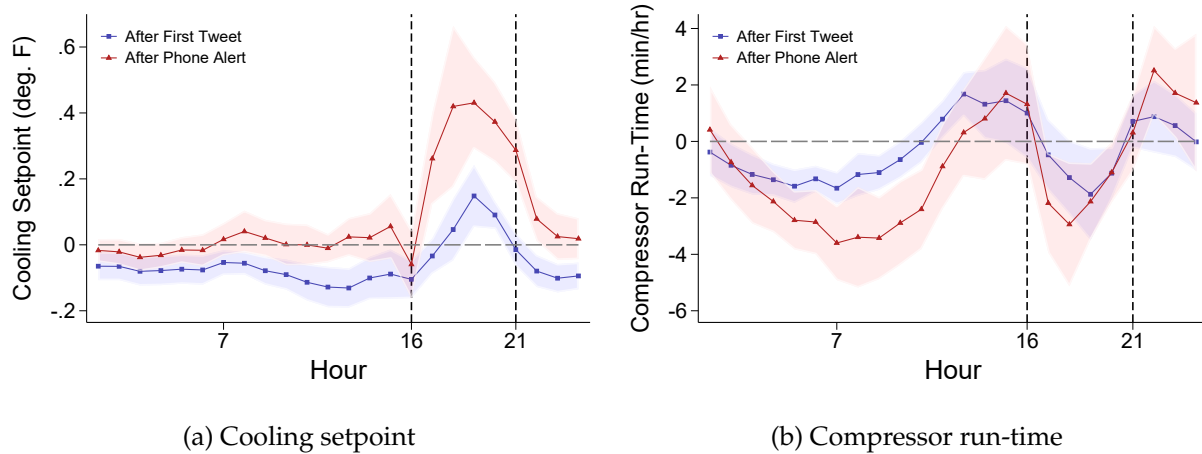 Cooling Setpoint (deg. F)
.6
.4
.2
0
-.2
After First Tweet
After Phone Alert
7
16
21
Hour
(a) Cooling setpoint
Compressor Run-Time (min/hr)
4
2
0
-2
-4
-6
After First Tweet
After Phone Alert
7
16
21
Hour
(b) Compressor run-time